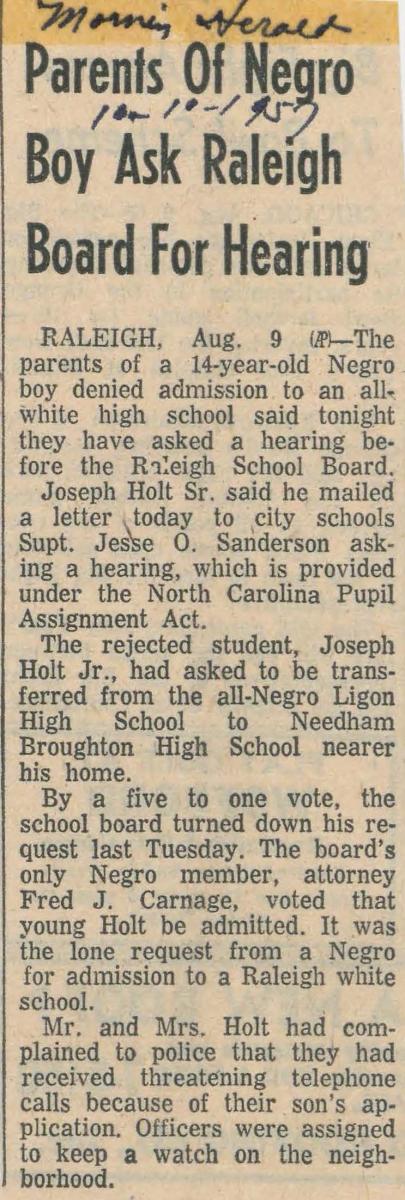 Morning Herald
Parents Of Negro
10-1957
Boy Ask Raleigh
Board For Hearing
RALEIGH, Aug. 9 (AP)—The
parents of a 14-year-old Negro
boy denied admission to an all-
white high school said tonight
they have asked a hearing be-
fore the Raleigh School Board.
Joseph Holt Sr. said he mailed
a letter today to city schools
Supt. Jesse O. Sanderson ask-
ing a hearing, which is provided
under the North Carolina Pupil
Assignment Act.
The rejected student, Joseph
Holt Jr., had asked to be trans-
ferred from the all-Negro Ligon
High School to Needham
Broughton High School nearer
his home.
By a five to one vote, the
school board turned down his re-
quest last Tuesday. The board's
only Negro member, attorney
Fred J. Carnage, voted that
young Holt be admitted. It was
the lone request from a Negro
for admission to a Raleigh white
school.
Mr. and Mrs. Holt had com-
plained to police that they had
received threatening telephone
calls because of their son's ap-
plication. Officers were assigned
to keep a watch on the neigh-
borhood.